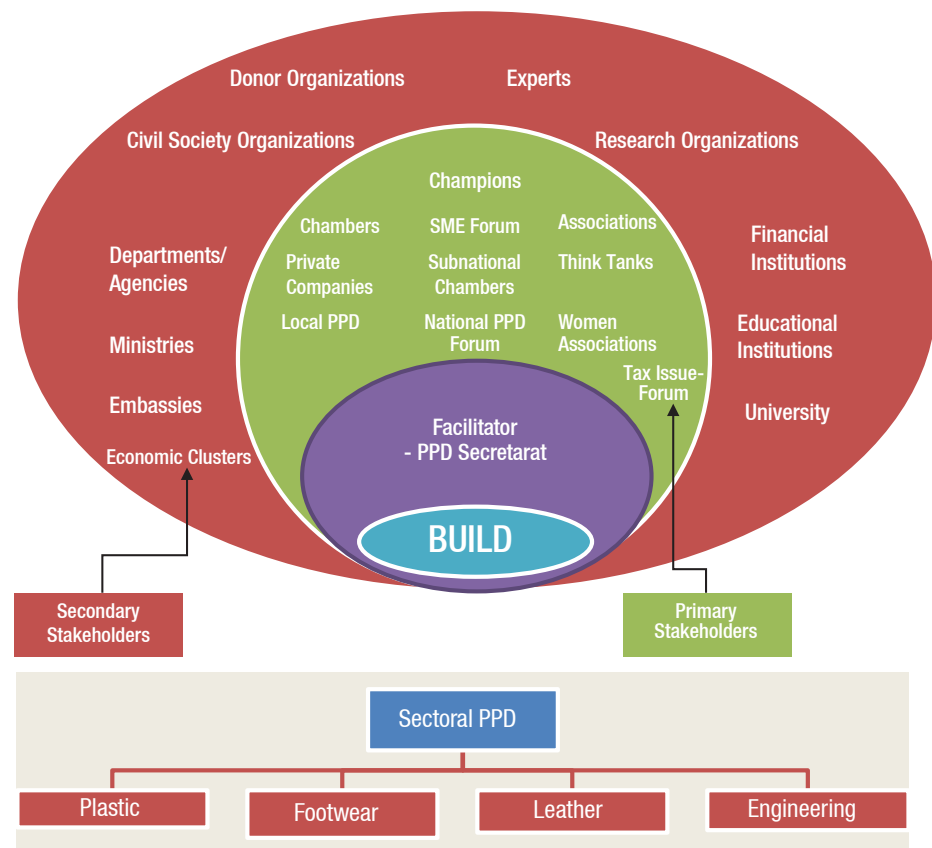 Donor Organizations
Experts
Civil Society Organizations
Research Organizations
Champions
Chambers
SME Forum
Associations
Departments/
Agencies
Private
Companies
Subnational
Chambers
Think Tanks
Financial
Institutions
Local PPD
National PPD
Forum
Women
Associations
Ministries
Educational
Institutions
Tax Issue-
Forum
Embassies
University
Facilitator
- PPD Secretarat
Economic Clusters
BUILD
Secondary
Stakeholders
Primary
Stakeholders
Sectoral PPD
Plastic
Footwear
Leather
Engineering